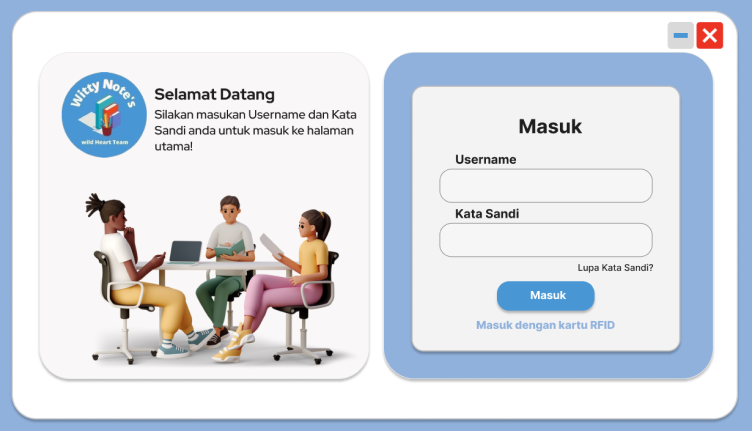 Witty Note's
wild Heart Team
Selamat Datang
Silakan masukan Username dan Kata
Sandi anda untuk masuk ke halaman
utama!
Masuk
Username
Kata Sandi
Lupa Kata Sandi?
Masuk
Masuk dengan kartu RFID